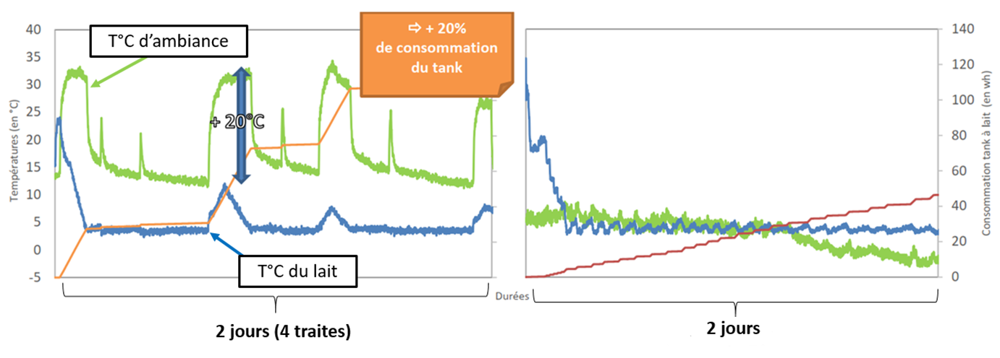 40
35
30
25
20
15
10
5
0
-5
Températures (en °C)
T°C d'ambiance
+ 20°C
⇨ + 20%
de consommation
du tank
T°C du lait
2 jours (4 traites)
Durées
140
120
100
80
60
40
20
0
Consommation tank à lait (en wh)
2 jours